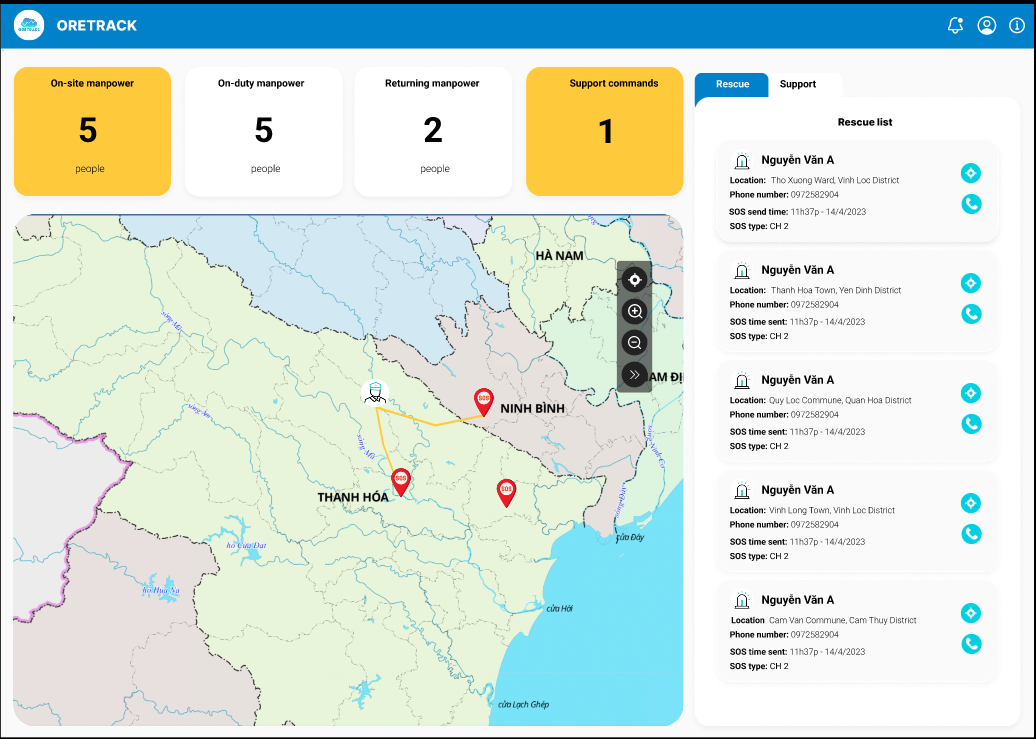 ORETRACK
On-site manpower
5
people
On-duty manpower
5
people
Returning manpower
2
people
Support commands
1
Rescue
Support
Rescue list
Nguyễn Văn A
Location: Tho Xuong Ward, Vinh Loc District
Phone number: 0972582904
SOS send time: 11h37p - 14/4/2023
SOS type: CH 2
Nguyễn Văn A
Location: Thanh Hoa Town, Yen Dinh District
Phone number: 0972582904
SOS time sent: 11h37p - 14/4/2023
SOS type: CH 2
Nguyễn Văn A
Location: Quy Loc Commune, Quan Hoa District
Phone number: 0972582904
SOS time sent: 11h37p - 14/4/2023
SOS type: CH 2
Nguyễn Văn A
Location: Vinh Long Town, Vinh Loc District
Phone number: 0972582904
SOS time sent: 11h37p - 14/4/2023
SOS type: CH 2
Nguyễn Văn A
Location Cam Van Commune, Cam Thuy District
Phone number: 0972582904
SOS time sent: 11h37p - 14/4/2023
SOS type: CH 2
HÀ NAM
sông Mã
SOS
NINH BÌNH
sông Âm
sông Mã
SOS
THANH HÓA
SOS
sông Đáy
cửa Đáy
hồ Cửa Đạt
hồ Hủa Na
cửa Hới
cửa Lạch Ghép